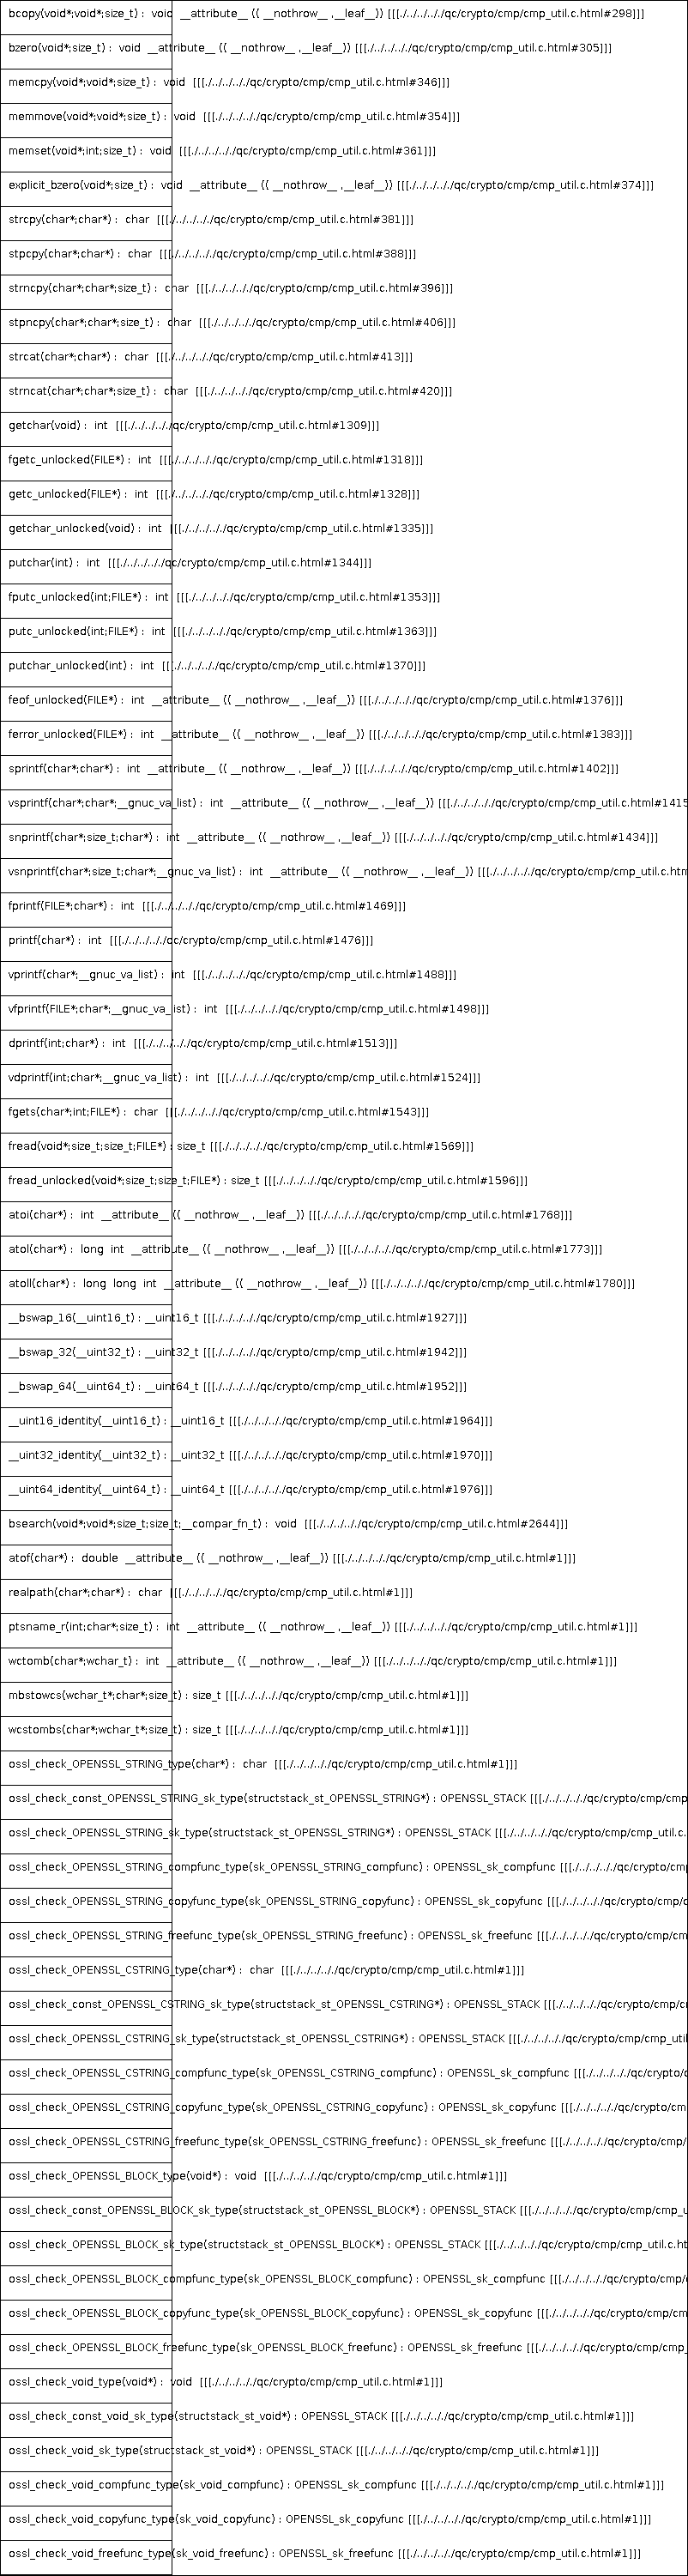 bcopy(void*;void*;size_t) :  void  __attribute__ (( __nothrow__ ,__leaf__)) [[[./../../../../qc/crypto/cmp/cmp_util.c.html#298]]]
bzero(void*;size_t) :  void  __attribute__ (( __nothrow__ ,__leaf__)) [[[./../../../../qc/crypto/cmp/cmp_util.c.html#305]]]
memcpy(void*;void*;size_t) :  void  [[[./../../../../qc/crypto/cmp/cmp_util.c.html#346]]]
memmove(void*;void*;size_t) :  void  [[[./../../../../qc/crypto/cmp/cmp_util.c.html#354]]]
memset(void*;int;size_t) :  void  [[[./../../../../qc/crypto/cmp/cmp_util.c.html#361]]]
explicit_bzero(void*;size_t) :  void  __attribute__ (( __nothrow__ ,__leaf__)) [[[./../../../../qc/crypto/cmp/cmp_util.c.html#374]]]
strcpy(char*;char*) :  char  [[[./../../../../qc/crypto/cmp/cmp_util.c.html#381]]]
stpcpy(char*;char*) :  char  [[[./../../../../qc/crypto/cmp/cmp_util.c.html#388]]]
strncpy(char*;char*;size_t) :  char  [[[./../../../../qc/crypto/cmp/cmp_util.c.html#396]]]
stpncpy(char*;char*;size_t) :  char  [[[./../../../../qc/crypto/cmp/cmp_util.c.html#406]]]
strcat(char*;char*) :  char  [[[./../../../../qc/crypto/cmp/cmp_util.c.html#413]]]
strncat(char*;char*;size_t) :  char  [[[./../../../../qc/crypto/cmp/cmp_util.c.html#420]]]
getchar(void) :  int  [[[./../../../../qc/crypto/cmp/cmp_util.c.html#1309]]]
fgetc_unlocked(FILE*) :  int  [[[./../../../../qc/crypto/cmp/cmp_util.c.html#1318]]]
getc_unlocked(FILE*) :  int  [[[./../../../../qc/crypto/cmp/cmp_util.c.html#1328]]]
getchar_unlocked(void) :  int  [[[./../../../../qc/crypto/cmp/cmp_util.c.html#1335]]]
putchar(int) :  int  [[[./../../../../qc/crypto/cmp/cmp_util.c.html#1344]]]
fputc_unlocked(int;FILE*) :  int  [[[./../../../../qc/crypto/cmp/cmp_util.c.html#1353]]]
putc_unlocked(int;FILE*) :  int  [[[./../../../../qc/crypto/cmp/cmp_util.c.html#1363]]]
putchar_unlocked(int) :  int  [[[./../../../../qc/crypto/cmp/cmp_util.c.html#1370]]]
feof_unlocked(FILE*) :  int  __attribute__ (( __nothrow__ ,__leaf__)) [[[./../../../../qc/crypto/cmp/cmp_util.c.html#1376]]]
ferror_unlocked(FILE*) :  int  __attribute__ (( __nothrow__ ,__leaf__)) [[[./../../../../qc/crypto/cmp/cmp_util.c.html#1383]]]
sprintf(char*;char*) :  int  __attribute__ (( __nothrow__ ,__leaf__)) [[[./../../../../qc/crypto/cmp/cmp_util.c.html#1402]]]
vsprintf(char*;char*;__gnuc_va_list) :  int  __attribute__ (( __nothrow__ ,__leaf__)) [[[./../../../../qc/crypto/cmp/cmp_util.c.html#1415
snprintf(char*;size_t;char*) :  int  __attribute__ (( __nothrow__ ,__leaf__)) [[[./../../../../qc/crypto/cmp/cmp_util.c.html#1434]]]
vsnprintf(char*;size_t;char*;__gnuc_va_list) :  int  __attribute__ (( __nothrow__ ,__leaf__)) [[[./../../../../qc/crypto/cmp/cmp_util.c.htm
fprintf(FILE*;char*) :  int  [[[./../../../../qc/crypto/cmp/cmp_util.c.html#1469]]]
printf(char*) :  int  [[[./../../../../qc/crypto/cmp/cmp_util.c.html#1476]]]
vprintf(char*;__gnuc_va_list) :  int  [[[./../../../../qc/crypto/cmp/cmp_util.c.html#1488]]]
vfprintf(FILE*;char*;__gnuc_va_list) :  int  [[[./../../../../qc/crypto/cmp/cmp_util.c.html#1498]]]
dprintf(int;char*) :  int  [[[./../../../../qc/crypto/cmp/cmp_util.c.html#1513]]]
vdprintf(int;char*;__gnuc_va_list) :  int  [[[./../../../../qc/crypto/cmp/cmp_util.c.html#1524]]]
fgets(char*;int;FILE*) :  char  [[[./../../../../qc/crypto/cmp/cmp_util.c.html#1543]]]
fread(void*;size_t;size_t;FILE*) : size_t [[[./../../../../qc/crypto/cmp/cmp_util.c.html#1569]]]
fread_unlocked(void*;size_t;size_t;FILE*) : size_t [[[./../../../../qc/crypto/cmp/cmp_util.c.html#1596]]]
atoi(char*) :  int  __attribute__ (( __nothrow__ ,__leaf__)) [[[./../../../../qc/crypto/cmp/cmp_util.c.html#1768]]]
atol(char*) :  long  int  __attribute__ (( __nothrow__ ,__leaf__)) [[[./../../../../qc/crypto/cmp/cmp_util.c.html#1773]]]
atoll(char*) :  long  long  int  __attribute__ (( __nothrow__ ,__leaf__)) [[[./../../../../qc/crypto/cmp/cmp_util.c.html#1780]]]
__bswap_16(__uint16_t) : __uint16_t [[[./../../../../qc/crypto/cmp/cmp_util.c.html#1927]]]
__bswap_32(__uint32_t) : __uint32_t [[[./../../../../qc/crypto/cmp/cmp_util.c.html#1942]]]
__bswap_64(__uint64_t) : __uint64_t [[[./../../../../qc/crypto/cmp/cmp_util.c.html#1952]]]
__uint16_identity(__uint16_t) : __uint16_t [[[./../../../../qc/crypto/cmp/cmp_util.c.html#1964]]]
__uint32_identity(__uint32_t) : __uint32_t [[[./../../../../qc/crypto/cmp/cmp_util.c.html#1970]]]
__uint64_identity(__uint64_t) : __uint64_t [[[./../../../../qc/crypto/cmp/cmp_util.c.html#1976]]]
bsearch(void*;void*;size_t;size_t;__compar_fn_t) :  void  [[[./../../../../qc/crypto/cmp/cmp_util.c.html#2644]]]
atof(char*) :  double  __attribute__ (( __nothrow__ ,__leaf__)) [[[./../../../../qc/crypto/cmp/cmp_util.c.html#1]]]
realpath(char*;char*) :  char  [[[./../../../../qc/crypto/cmp/cmp_util.c.html#1]]]
ptsname_r(int;char*;size_t) :  int  __attribute__ (( __nothrow__ ,__leaf__)) [[[./../../../../qc/crypto/cmp/cmp_util.c.html#1]]]
wctomb(char*;wchar_t) :  int  __attribute__ (( __nothrow__ ,__leaf__)) [[[./../../../../qc/crypto/cmp/cmp_util.c.html#1]]]
mbstowcs(wchar_t*;char*;size_t) : size_t [[[./../../../../qc/crypto/cmp/cmp_util.c.html#1]]]
wcstombs(char*;wchar_t*;size_t) : size_t [[[./../../../../qc/crypto/cmp/cmp_util.c.html#1]]]
ossl_check_OPENSSL_STRING_type(char*) :  char  [[[./../../../../qc/crypto/cmp/cmp_util.c.html#1]]]
ossl_check_const_OPENSSL_STRING_sk_type(structstack_st_OPENSSL_STRING*) : OPENSSL_STACK [[[./../../../../qc/crypto/cmp/cmp
ossl_check_OPENSSL_STRING_sk_type(structstack_st_OPENSSL_STRING*) : OPENSSL_STACK [[[./../../../../qc/crypto/cmp/cmp_util.c.
ossl_check_OPENSSL_STRING_compfunc_type(sk_OPENSSL_STRING_compfunc) : OPENSSL_sk_compfunc [[[./../../../../qc/crypto/cmp
ossl_check_OPENSSL_STRING_copyfunc_type(sk_OPENSSL_STRING_copyfunc) : OPENSSL_sk_copyfunc [[[./../../../../qc/crypto/cmp/c
ossl_check_OPENSSL_STRING_freefunc_type(sk_OPENSSL_STRING_freefunc) : OPENSSL_sk_freefunc [[[./../../../../qc/crypto/cmp/cm
ossl_check_OPENSSL_CSTRING_type(char*) :  char  [[[./../../../../qc/crypto/cmp/cmp_util.c.html#1]]]
ossl_check_const_OPENSSL_CSTRING_sk_type(structstack_st_OPENSSL_CSTRING*) : OPENSSL_STACK [[[./../../../../qc/crypto/cmp/c
ossl_check_OPENSSL_CSTRING_sk_type(structstack_st_OPENSSL_CSTRING*) : OPENSSL_STACK [[[./../../../../qc/crypto/cmp/cmp_util
ossl_check_OPENSSL_CSTRING_compfunc_type(sk_OPENSSL_CSTRING_compfunc) : OPENSSL_sk_compfunc [[[./../../../../qc/crypto/c
ossl_check_OPENSSL_CSTRING_copyfunc_type(sk_OPENSSL_CSTRING_copyfunc) : OPENSSL_sk_copyfunc [[[./../../../../qc/crypto/cm
ossl_check_OPENSSL_CSTRING_freefunc_type(sk_OPENSSL_CSTRING_freefunc) : OPENSSL_sk_freefunc [[[./../../../../qc/crypto/cmp/
ossl_check_OPENSSL_BLOCK_type(void*) :  void  [[[./../../../../qc/crypto/cmp/cmp_util.c.html#1]]]
ossl_check_const_OPENSSL_BLOCK_sk_type(structstack_st_OPENSSL_BLOCK*) : OPENSSL_STACK [[[./../../../../qc/crypto/cmp/cmp_u
ossl_check_OPENSSL_BLOCK_sk_type(structstack_st_OPENSSL_BLOCK*) : OPENSSL_STACK [[[./../../../../qc/crypto/cmp/cmp_util.c.ht
ossl_check_OPENSSL_BLOCK_compfunc_type(sk_OPENSSL_BLOCK_compfunc) : OPENSSL_sk_compfunc [[[./../../../../qc/crypto/cmp/
ossl_check_OPENSSL_BLOCK_copyfunc_type(sk_OPENSSL_BLOCK_copyfunc) : OPENSSL_sk_copyfunc [[[./../../../../qc/crypto/cmp/cm
ossl_check_OPENSSL_BLOCK_freefunc_type(sk_OPENSSL_BLOCK_freefunc) : OPENSSL_sk_freefunc [[[./../../../../qc/crypto/cmp/cmp_
ossl_check_void_type(void*) :  void  [[[./../../../../qc/crypto/cmp/cmp_util.c.html#1]]]
ossl_check_const_void_sk_type(structstack_st_void*) : OPENSSL_STACK [[[./../../../../qc/crypto/cmp/cmp_util.c.html#1]]]
ossl_check_void_sk_type(structstack_st_void*) : OPENSSL_STACK [[[./../../../../qc/crypto/cmp/cmp_util.c.html#1]]]
ossl_check_void_compfunc_type(sk_void_compfunc) : OPENSSL_sk_compfunc [[[./../../../../qc/crypto/cmp/cmp_util.c.html#1]]]
ossl_check_void_copyfunc_type(sk_void_copyfunc) : OPENSSL_sk_copyfunc [[[./../../../../qc/crypto/cmp/cmp_util.c.html#1]]]
ossl_check_void_freefunc_type(sk_void_freefunc) : OPENSSL_sk_freefunc [[[./../../../../qc/crypto/cmp/cmp_util.c.html#1]]]